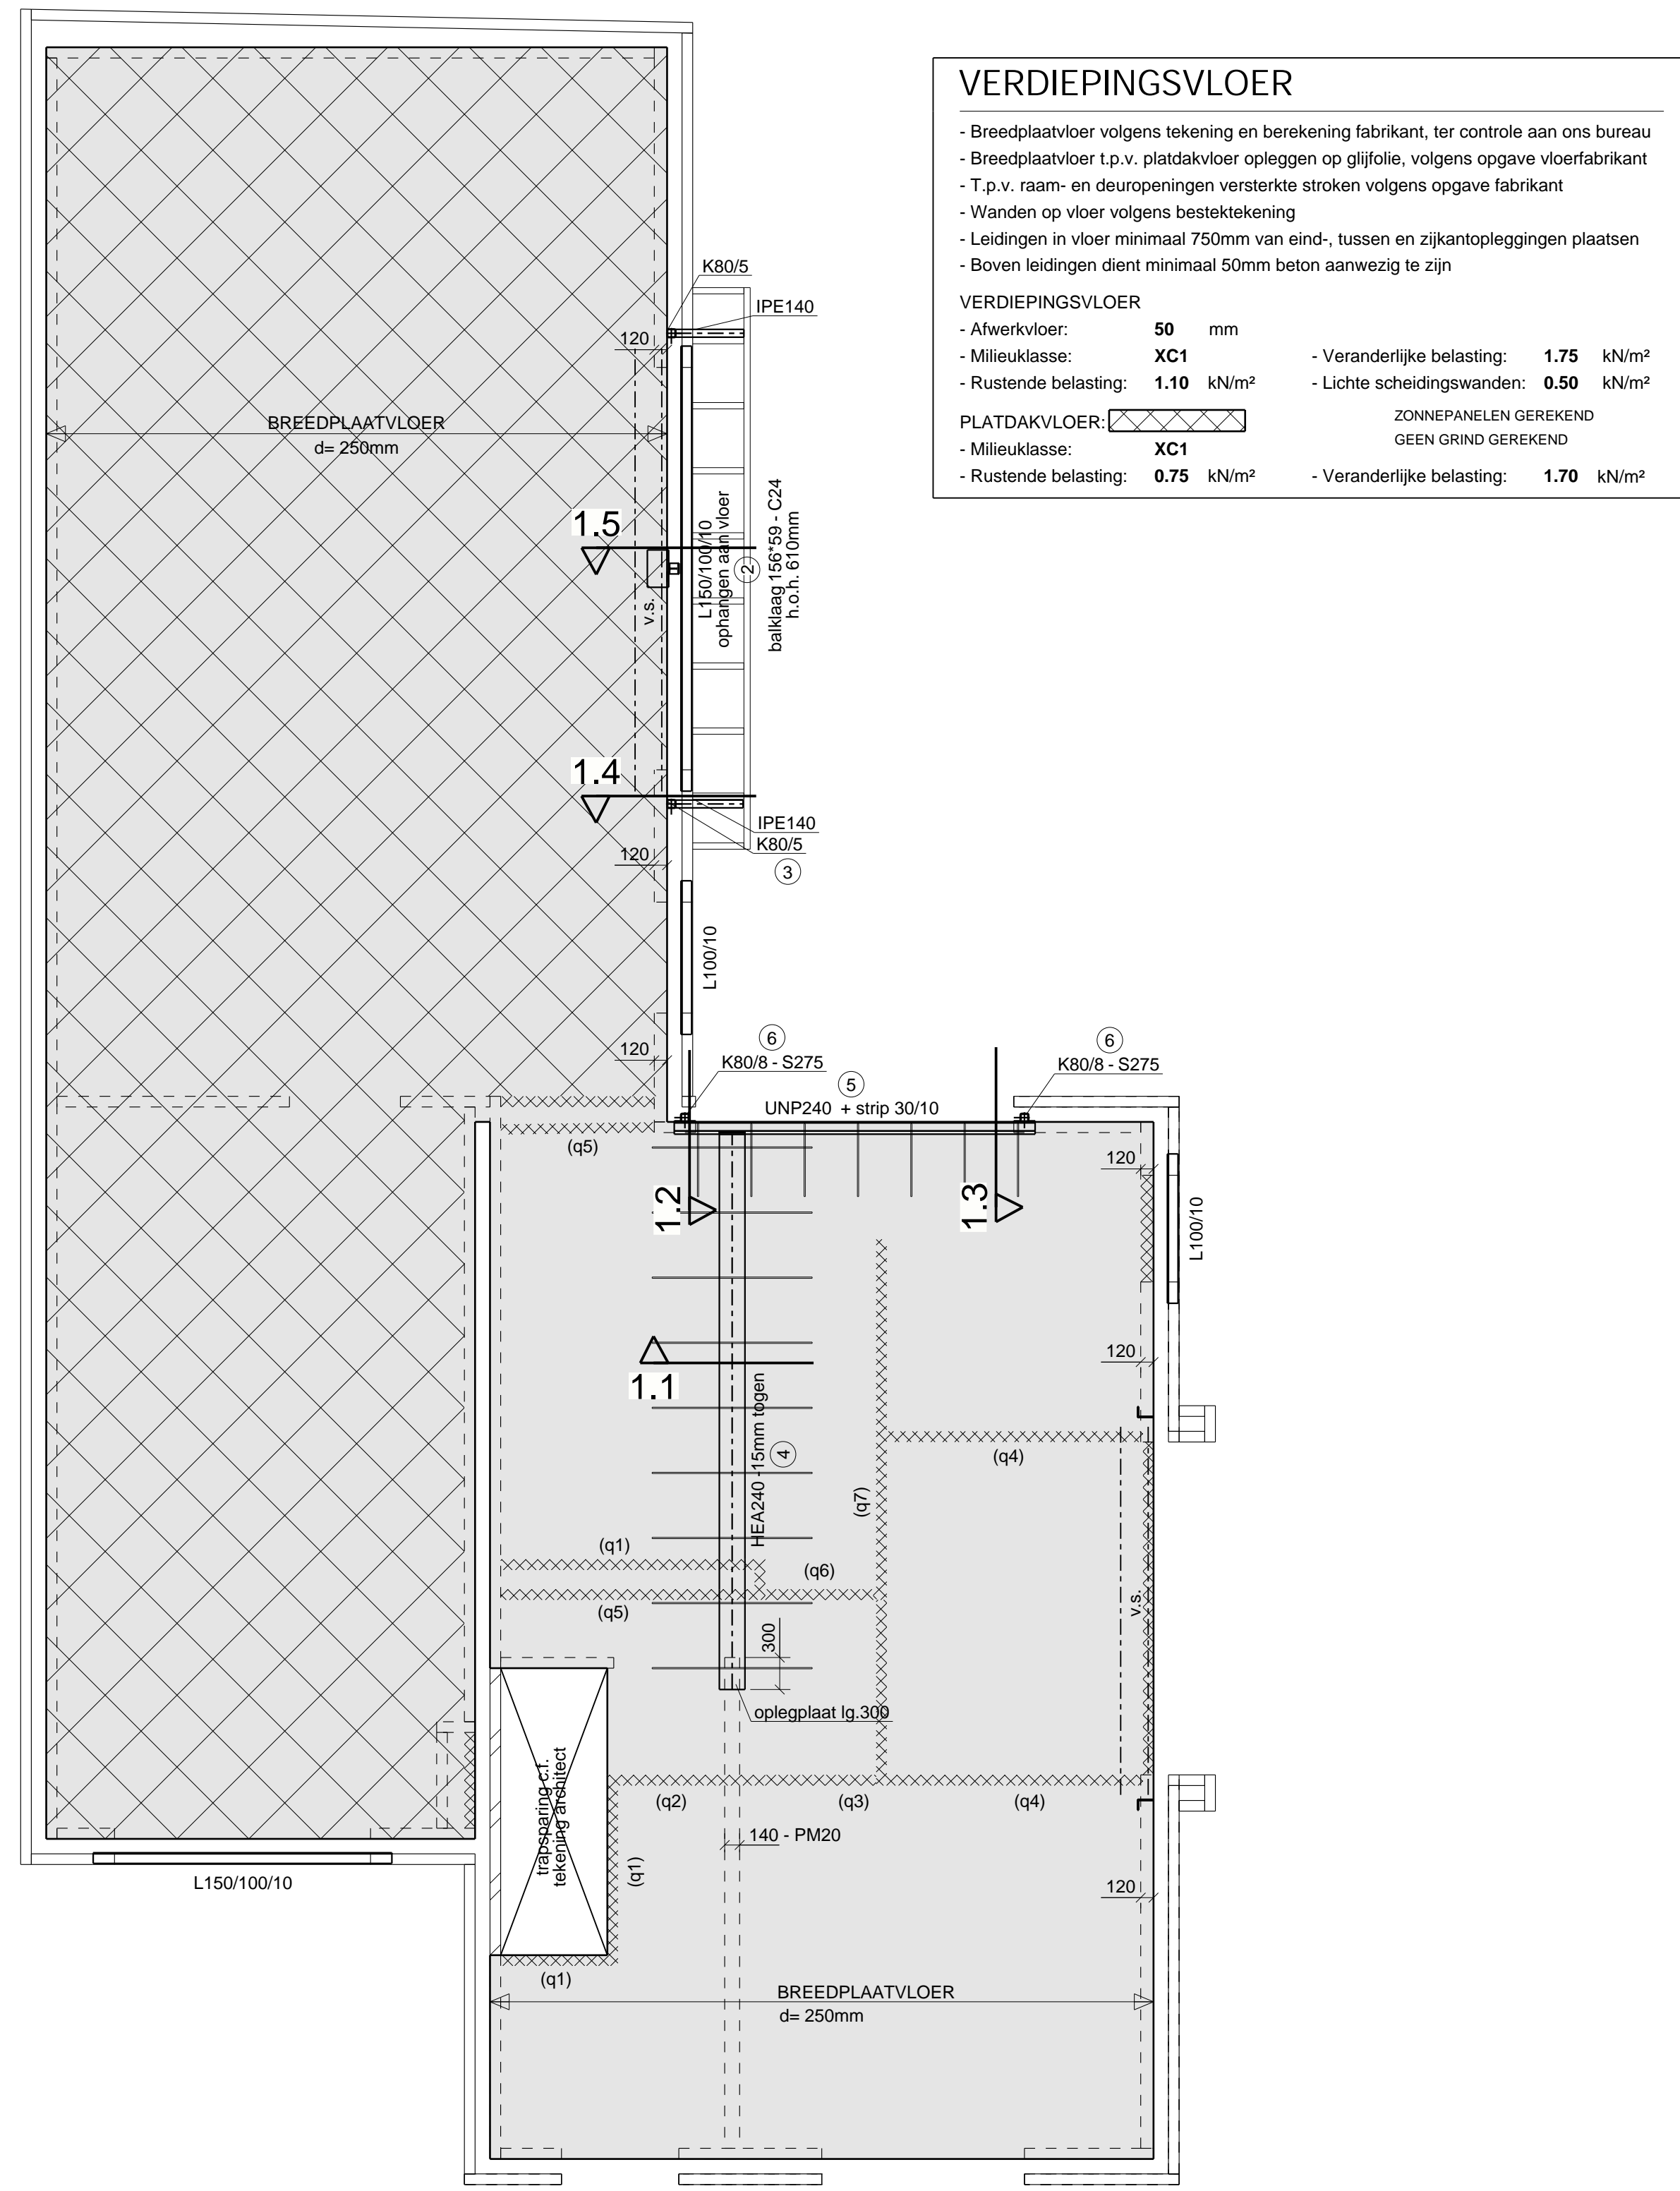 VERDIEPINGSVLOER
- Breedplaatvloer volgens tekening en berekening fabrikant, ter controle aan ons bureau
- Breedplaatvloer t.p.v. platdakvloer opleggen op glijfolie, volgens opgave vloerfabrikant
- T.p.v. raam- en deuropeningen versterkte stroken volgens opgave fabrikant
- Wanden op vloer volgens bestektekening
- Leidingen in vloer minimaal 750mm van eind-, tussen en zijkantopleggingen plaatsen
- Boven leidingen dient minimaal 50mm beton aanwezig te zijn
VERDIEPINGSVLOER
- Afwerkvloer: 50 mm
- Milieuklasse: XC1 - Veranderlijke belasting: 1.75 kN/m²
- Rustende belasting: 1.10 kN/m² - Lichte scheidingswanden: 0.50 kN/m²
PLATDAKVLOER: ZONNEPANELEN GEREKEND
GEEN GRIND GEREKEND
- Milieuklasse: XC1
- Rustende belasting: 0.75 kN/m² - Veranderlijke belasting: 1.70 kN/m²
K80/5
IPE140
120
BREEDPLAATVLOER
d= 250mm
1.5
v.s.
L150/100/10
ophangen aan vloer
2
balklaag 156*59 - C24
h.o.h. 610mm
1.4
IPE140
K80/5
3
120
L100/10
120
6
K80/8 - S275
5
UNP240 + strip 30/10
6
K80/8 - S275
(q5)
1.2
1.3
120
L100/10
1.1
HEA240 -15mm togen
4
120
(q4)
(q7)
(q1)
(q6)
(q5)
v.s.
300
oplegplaat lg.300
trapsparing c.f.
tekening architect
(q2)
(q3)
(q4)
140 - PM20
(q1)
L150/100/10
120
(q1)
BREEDPLAATVLOER
d= 250mm